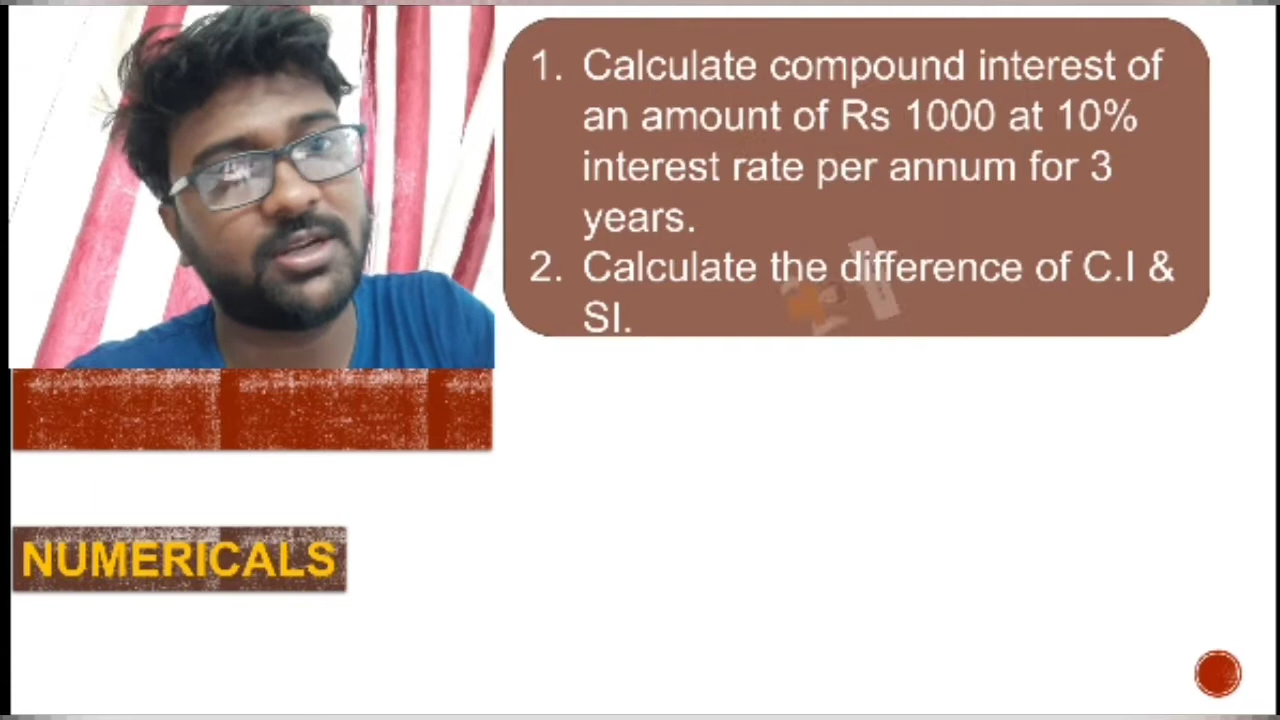 1. Calculate compound interest of
an amount of Rs 1000 at 10%
interest rate per annum for 3
years.
2. Calculate the difference of C.I &
SI.
NUMERICALS